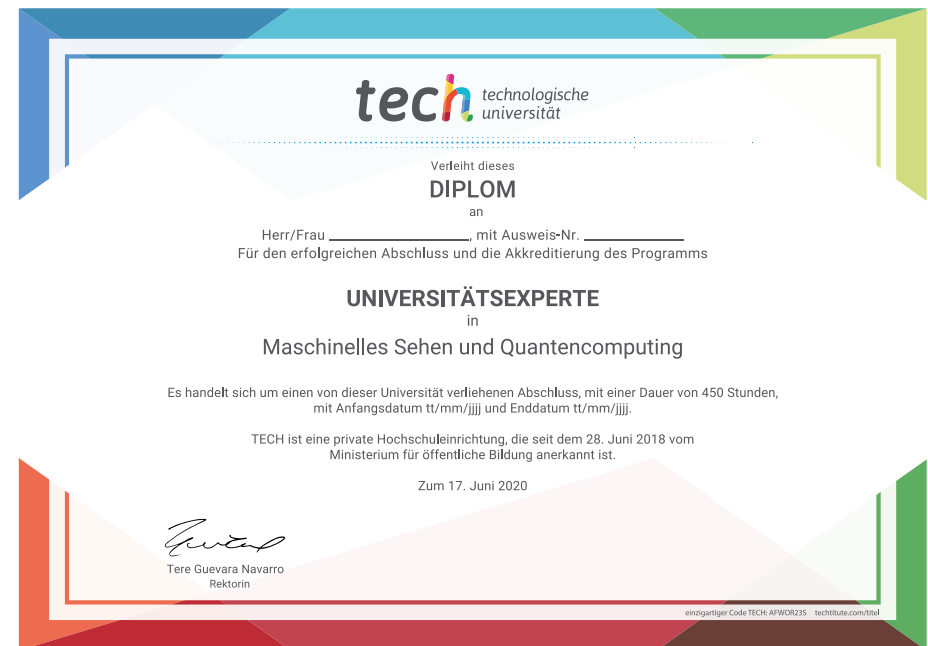 tech technologische
universität
Verleiht dieses
DIPLOM
an
Herr/Frau ____________, mit Ausweis-Nr. ____________
Für den erfolgreichen Abschluss und die Akkreditierung des Programms
UNIVERSITÄTSEXPERTE
in
Maschinelles Sehen und Quantencomputing
Es handelt sich um einen von dieser Universität verliehenen Abschluss, mit einer Dauer von 450 Stunden,
mit Anfangsdatum tt/mm/jjjj und Enddatum tt/mm/jjjj.
TECH ist eine private Hochschuleinrichtung, die seit dem 28. Juni 2018 vom
Ministerium für öffentliche Bildung anerkannt ist.
Zum 17. Juni 2020
Tere Guevara Navarro
Rektorin
einzigartiger Code TECH: AFWOR23S techtitute.com/titel